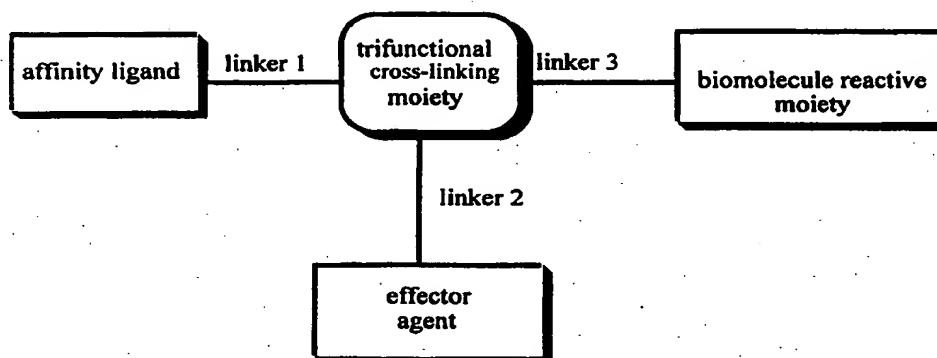 affinity ligand
linker 1
trifunctional
cross-linking
moiety
linker 3
biomolecule reactive
moiety
linker 2
effector
agent